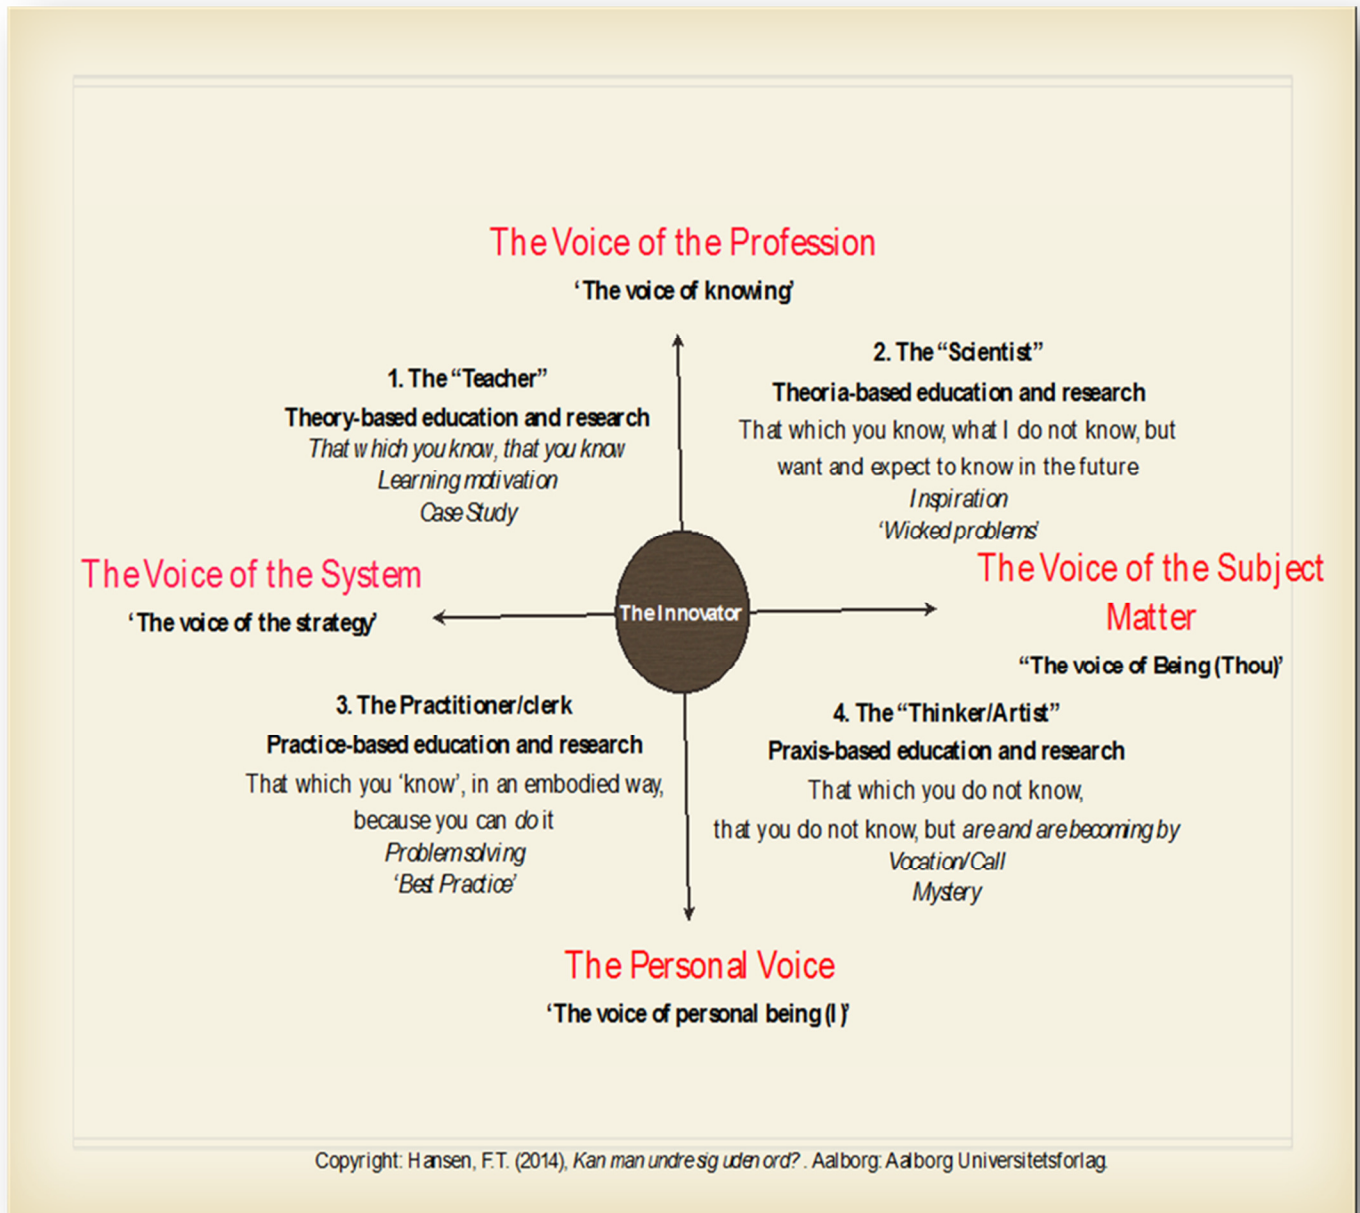 The Voice of the Profession
‘The voice of knowing’
1. The “Teacher”
Theory-based education and research
That which you know, that you know
Learning motivation
Case Study
2. The “Scientist”
Theoria-based education and research
That which you know, what I do not know, but
want and expect to know in the future
Inspiration
‘Wicked problems’
The Voice of the System
‘The voice of the strategy’
The Innovator
The Voice of the Subject
Matter
“The voice of Being (Thou)’
3. The Practitioner/clerk
Practice-based education and research
That which you ‘know’, in an embodied way,
because you can do it
Problem solving
‘Best Practice’
4. The “Thinker/Artist”
Praxis-based education and research
That which you do not know,
that you do not know, but are and are becoming by
Vocation/Call
Mystery
The Personal Voice
‘The voice of personal being (I)’
Copyright: Hansen, F.T. (2014), Kan man undre sig uden ord? . Aalborg: Aalborg Universitetsforlag.